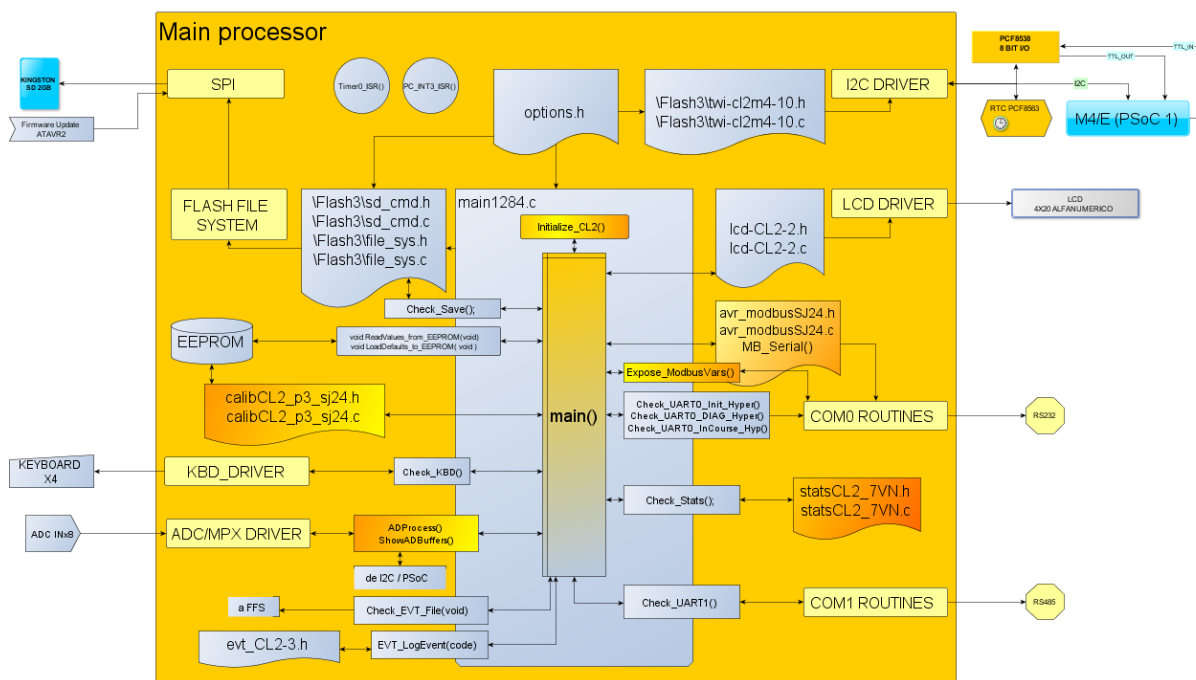 Main processor
KINGSTON
SD 2GB
Firmware Update
ATAVR2
SPI
Timer0_ISR()
PC_INT3_ISR()
options.h
\Flash3\twi-cl2m4-10.h
\Flash3\twi-cl2m4-10.c
I2C DRIVER
PCF8538
8 BIT I/O
TTL_IN
TTL_OUT
I2C
RTC PCF8563
M4/E (PSoC 1)
FLASH FILE
SYSTEM
\Flash3\sd_cmd.h
\Flash3\sd_cmd.c
\Flash3\file_sys.h
\Flash3\file_sys.c
main1284.c
Initialize_CL2()
lcd-CL2-2.h
lcd-CL2-2.c
LCD DRIVER
LCD
4X20 ALFANUMERICO
Check_Save();
EEPROM
void ReadValues_from_EEPROM(void)
void LoadDefaults_to_EEPROM( void )
avr_modbusSJ24.h
avr_modbusSJ24.c
MB_Serial()
Expose_ModbusVars()
calibCL2_p3_sj24.h
calibCL2_p3_sj24.c
main()
Check_UART0_Init_Hyper()
Check_UART0_DIAG_Hyper()
Check_UART0_InCourse_Hyp()
COM0 ROUTINES
RS232
KEYBOARD
X4
KBD_DRIVER
Check_KBD()
Check_Stats();
statsCL2_7VN.h
statsCL2_7VN.c
ADC INx8
ADC/MPX DRIVER
ADProcess()
ShowADBuffers()
de I2C / PSoC
a FFS
Check_EVT_File(void)
Check_UART1()
COM1 ROUTINES
RS485
evt_CL2-3.h
EVT_LogEvent(code)